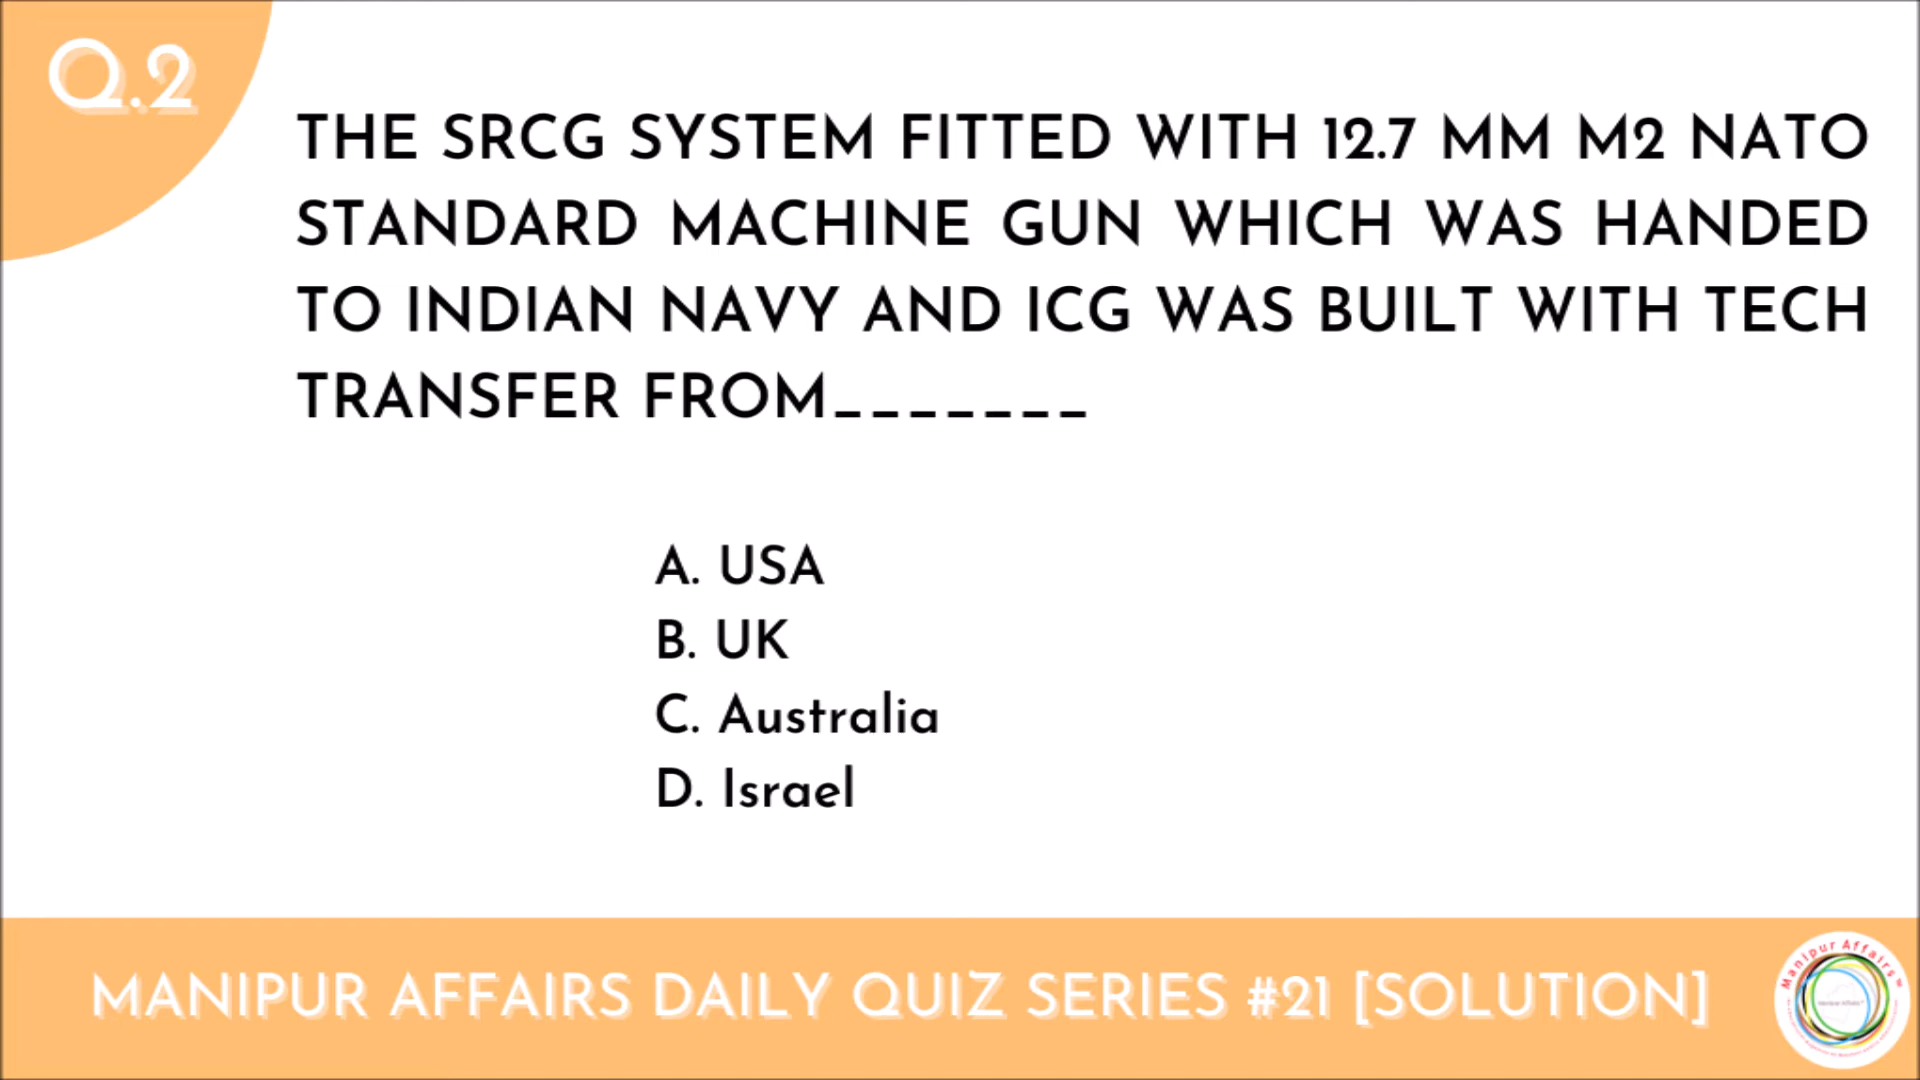 Q.2
THE SRCG SYSTEM FITTED WITH 12.7 MM M2 NATO
STANDARD MACHINE GUN WHICH WAS HANDED
TO INDIAN NAVY AND ICG WAS BUILT WITH TECH
TRANSFER FROM_______
A. USA
B. UK
C. Australia
D. Israel
MANIPUR AFFAIRS DAILY QUIZ SERIES #21 [SOLUTION]
Manipur Affairs